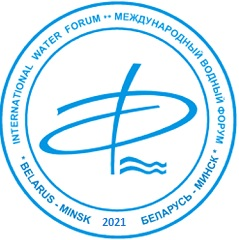 INTERNATIONAL WATER FORUM •• МЕЖДУНАРОДНЫЙ ВОДНЫЙ ФОРУМ
• BELARUS - MINSK 2021 БЕЛАРУСЬ - МИНСК •